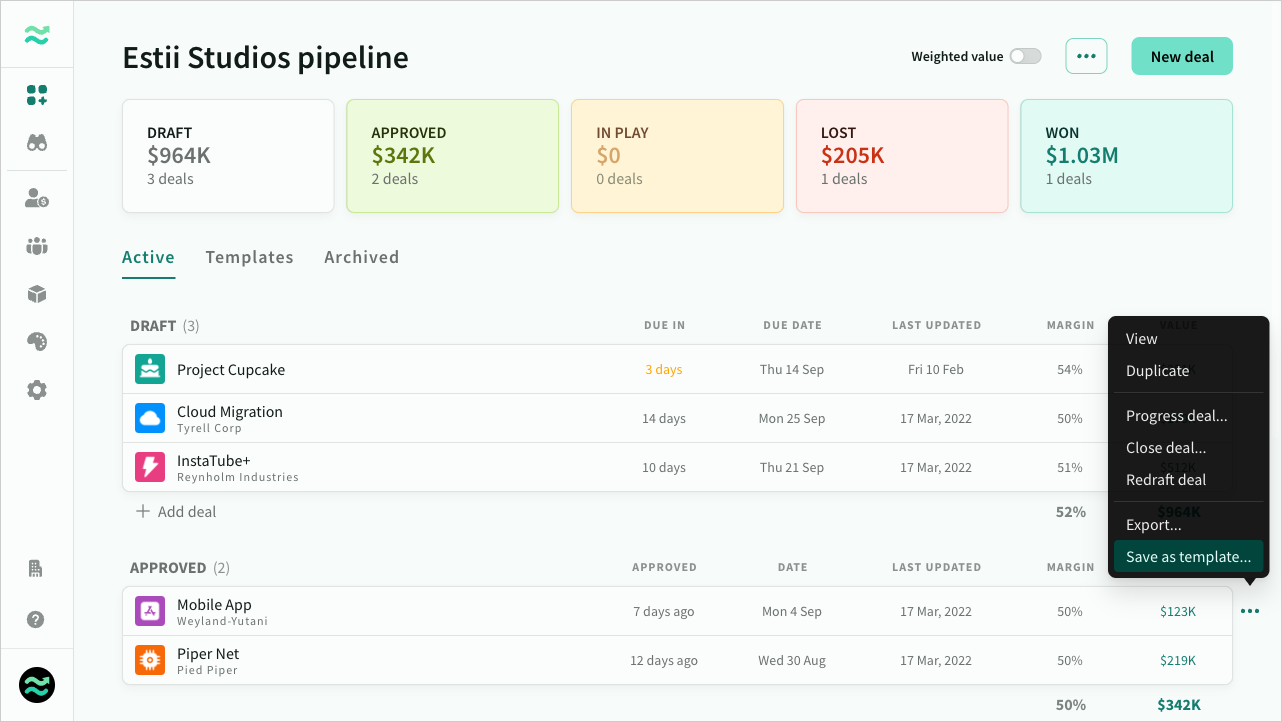 Estii Studios pipeline
Weighted value
New deal
DRAFT
$964K
3 deals
APPROVED
$342K
2 deals
IN PLAY
$0
0 deals
LOST
$205K
1 deals
WON
$1.03M
1 deals
Active Templates Archived
DRAFT (3) DUE IN DUE DATE LAST UPDATED MARGIN VALUE
Project Cupcake 3 days Thu 14 Sep Fri 10 Feb 54%
Cloud Migration
Tyrell Corp
14 days Mon 25 Sep 17 Mar, 2022 50%
InstaTube+
Reynholm Industries
10 days Thu 21 Sep 17 Mar, 2022 51% $512K
Add deal 52% $964K
View
Duplicate
Progress deal...
Close deal...
Redraft deal
Export...
Save as template...
APPROVED (2) APPROVED DATE LAST UPDATED MARGIN
Mobile App
Weyland-Yutani
7 days ago Mon 4 Sep 17 Mar, 2022 50% $123K
Piper Net
Pied Piper
12 days ago Wed 30 Aug 17 Mar, 2022 50% $219K
50% $342K